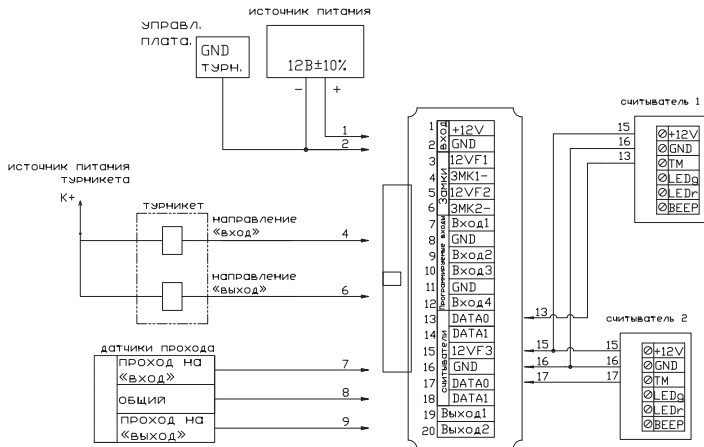 источник питания
управл.
плата.
GND
турн.
12В±10%
- +
1
2
источник питания
турникета
К+
турникет
направление
«вход»
4
направление
«выход»
6
датчики прохода
проход на
«вход»
7
общий
8
проход на
«выход»
9
вход
Замки
Программируемые входы
считыватели
1 +12V
2 GND
3 12VF1
4 ЗМК1-
5 12VF2
6 ЗМК2-
7 Вход1
8 GND
9 Вход2
10 Вход3
11 GND
12 Вход4
13 DATA0
14 DATA1
15 12VF3
16 GND
17 DATA0
18 DATA1
19 Выход1
20 Выход2
считыватель 1
15 +12V
16 GND
13 TM
LEDg
LEDr
BEEP
13
считыватель 2
15 15 +12V
16 16 GND
17 17 TM
LEDg
LEDr
BEEP